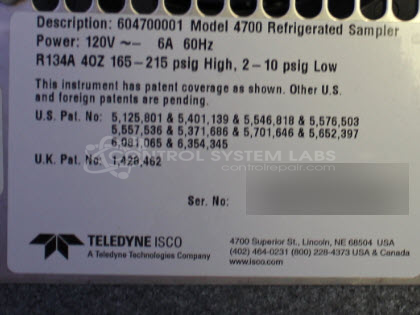 Description: 604700001 Model 4700 Refrigerated Sampler
Power: 120V ~– 6A 60Hz
R134A 4OZ 165-215 psig High, 2-10 psig Low
This instrument has patent coverage as shown. Other U.S.
and foreign patents are pending.
U.S. Pat. No: 5,125,801 & 5,401,139 & 5,546,818 & 5,576,503
5,557,536 & 5,371,686 & 5,701,646 & 5,652,397
6,081,065 & 6,354,345
U.K. Pat. No: 1,428,462
CONTROL SYSTEM LABS
controlrepair.com
Ser. No:
TELEDYNE ISCO
A Teledyne Technologies Company
4700 Superior St., Lincoln, NE 68504 USA
(402) 464-0231 (800) 228-4373 USA & Canada
www.isco.com